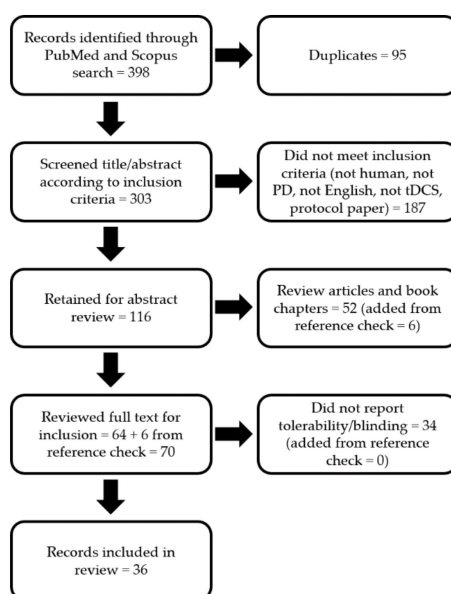 Records identified through
PubMed and Scopus
search = 398
Duplicates = 95
Screened title/abstract
according to inclusion
criteria = 303
Did not meet inclusion
criteria (not human, not
PD, not English, not tDCS,
protocol paper) = 187
Retained for abstract
review = 116
Review articles and book
chapters = 52 (added from
reference check = 6)
Reviewed full text for
inclusion = 64 + 6 from
reference check = 70
Did not report
tolerability/blinding = 34
(added from reference
check = 0)
Records included in
review = 36